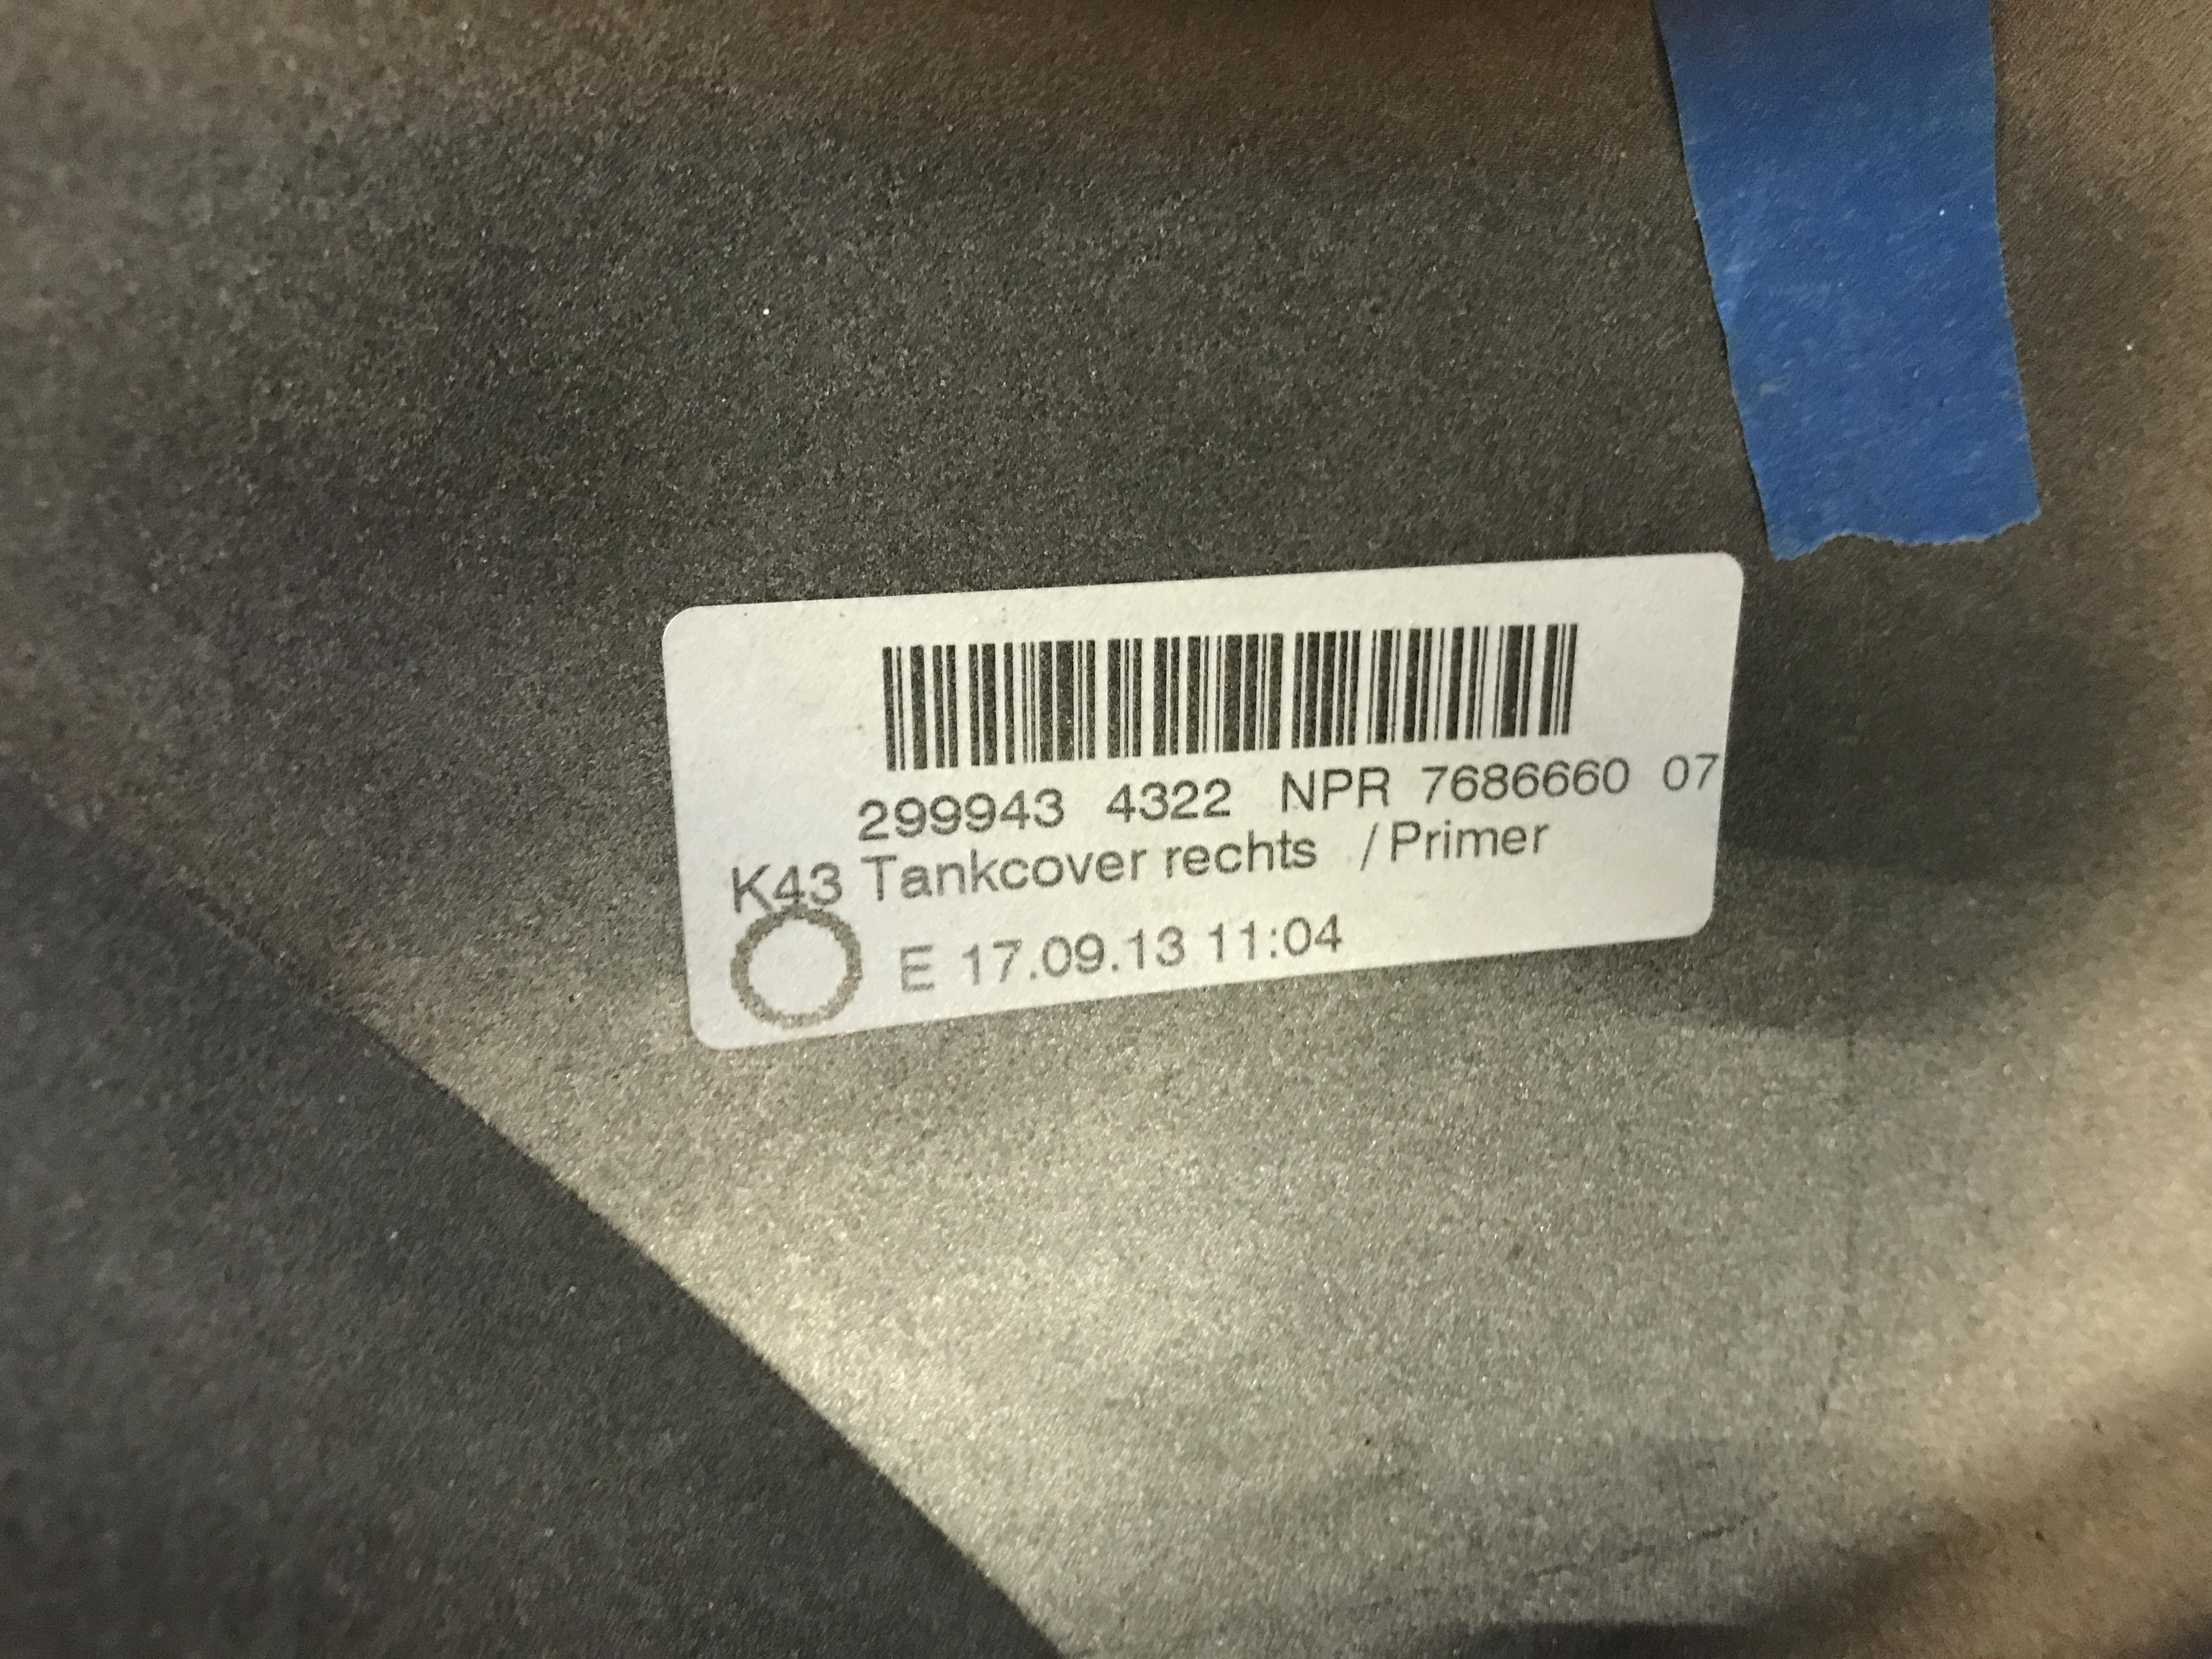 299943 4322 NPR 7686660 07
K43 Tankcover rechts / Primer
E 17.09.13 11:04